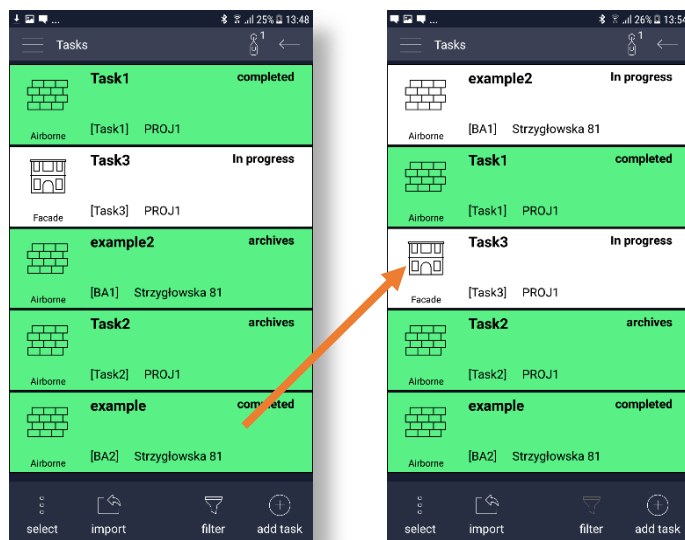 25% 13:48
Tasks
1
Task1 completed
[Task1] PROJ1
Airborne
Task3 In progress
[Task3] PROJ1
Facade
example2 archives
[BA1] Strzygłowska 81
Airborne
Task2 archives
[Task2] PROJ1
Airborne
example completed
[BA2] Strzygłowska 81
Airborne
select import filter add task
26% 13:54
Tasks
1
example2 In progress
[BA1] Strzygłowska 81
Airborne
Task1 completed
[Task1] PROJ1
Airborne
Task3 In progress
[Task3] PROJ1
Facade
Task2 archives
[Task2] PROJ1
Airborne
example completed
[BA2] Strzygłowska 81
Airborne
select import filter add task